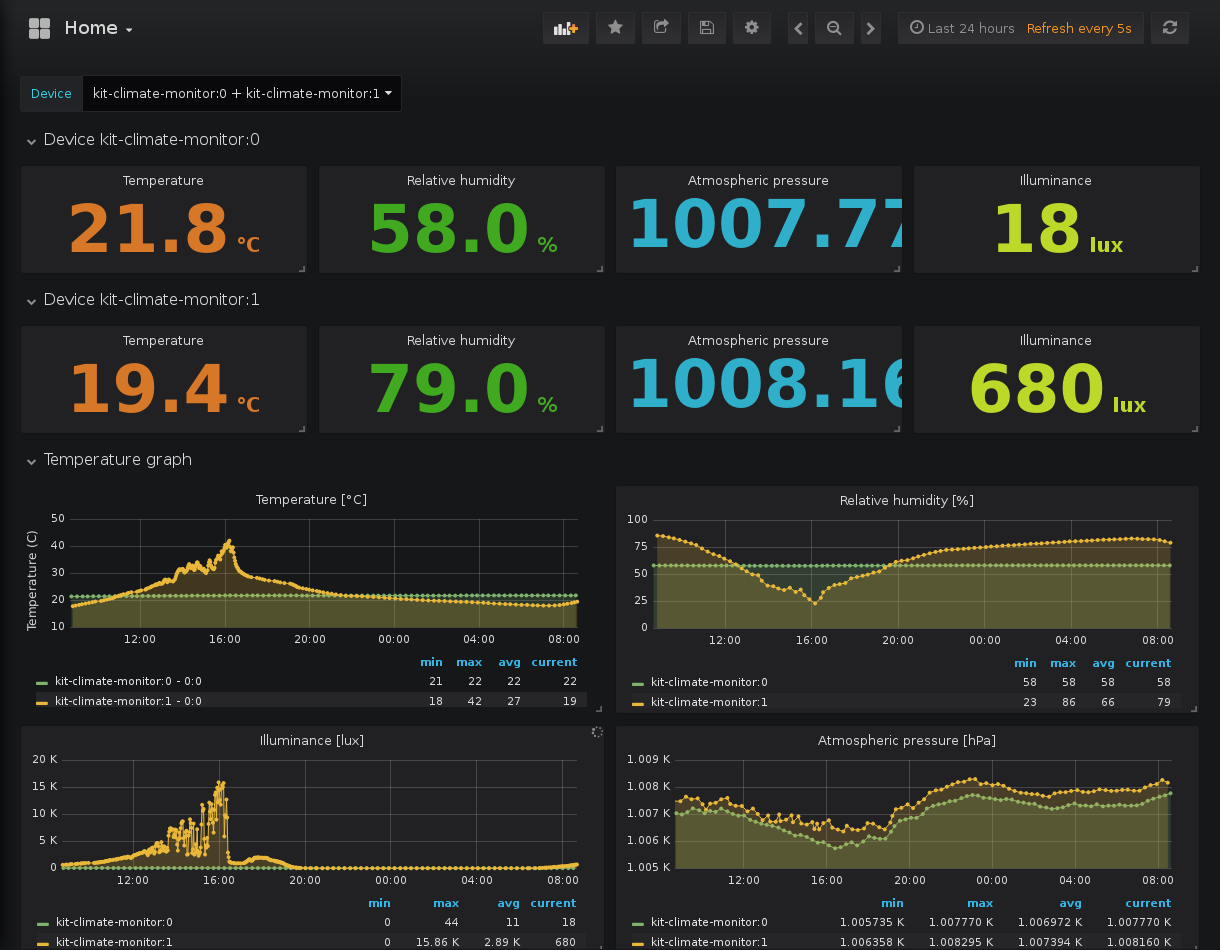 Home
Last 24 hours Refresh every 5s
Device kit-climate-monitor:0 + kit-climate-monitor:1
Device kit-climate-monitor:0
Temperature Relative humidity Atmospheric pressure Illuminance
21.8 °C 58.0 % 1007.77 18 lux
Device kit-climate-monitor:1
Temperature Relative humidity Atmospheric pressure Illuminance
19.4 °C 79.0 % 1008.16 680 lux
Temperature graph
Temperature [°C]
Temperature (C)
50
40
30
20
10
12:00 16:00 20:00 00:00 04:00 08:00
min max avg current
kit-climate-monitor:0 - 0:0 21 22 22 22
kit-climate-monitor:1 - 0:0 18 42 27 19
Relative humidity [%]
100
75
50
25
0
12:00 16:00 20:00 00:00 04:00 08:00
min max avg current
kit-climate-monitor:0 58 58 58 58
kit-climate-monitor:1 23 86 66 79
Illuminance [lux]
20 K
15 K
10 K
5 K
0
12:00 16:00 20:00 00:00 04:00 08:00
min max avg current
kit-climate-monitor:0 0 44 11 18
kit-climate-monitor:1 0 15.86 K 2.89 K 680
Atmospheric pressure [hPa]
1.009 K
1.008 K
1.007 K
1.006 K
1.005 K
12:00 16:00 20:00 00:00 04:00 08:00
min max avg current
kit-climate-monitor:0 1.005735 K 1.007770 K 1.006972 K 1.007770 K
kit-climate-monitor:1 1.006358 K 1.008295 K 1.007394 K 1.008160 K